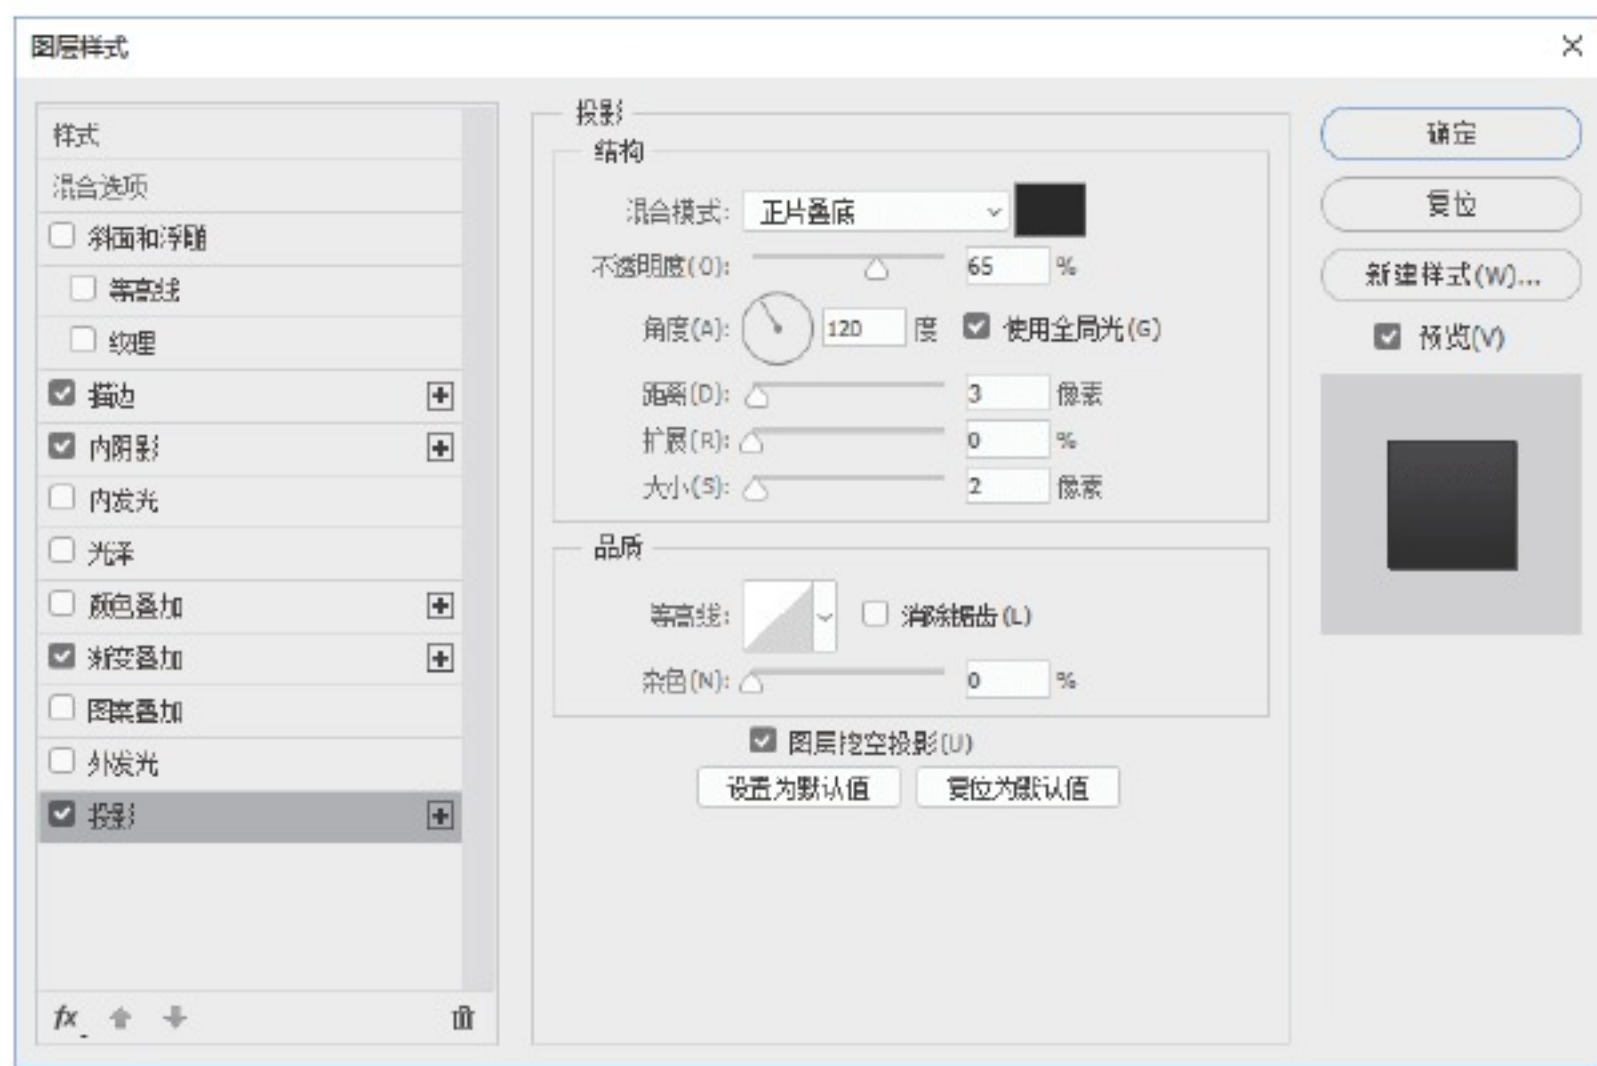 图层样式
样式
混合选项
斜面和浮雕
等高线
纹理
描边
内阴影
内发光
光泽
颜色叠加
渐变叠加
图案叠加
外发光
投影
fx
投影
结构
混合模式: 正片叠底
不透明度(O): 65 %
角度(A): 120 度 使用全局光(G)
距离(D): 3 像素
扩展(R): 0 %
大小(S): 2 像素
品质
等高线: 消除锯齿(L)
杂色(N): 0 %
图层挖空投影(U)
设置为默认值 复位为默认值
确定
复位
新建样式(W)...
预览(V)